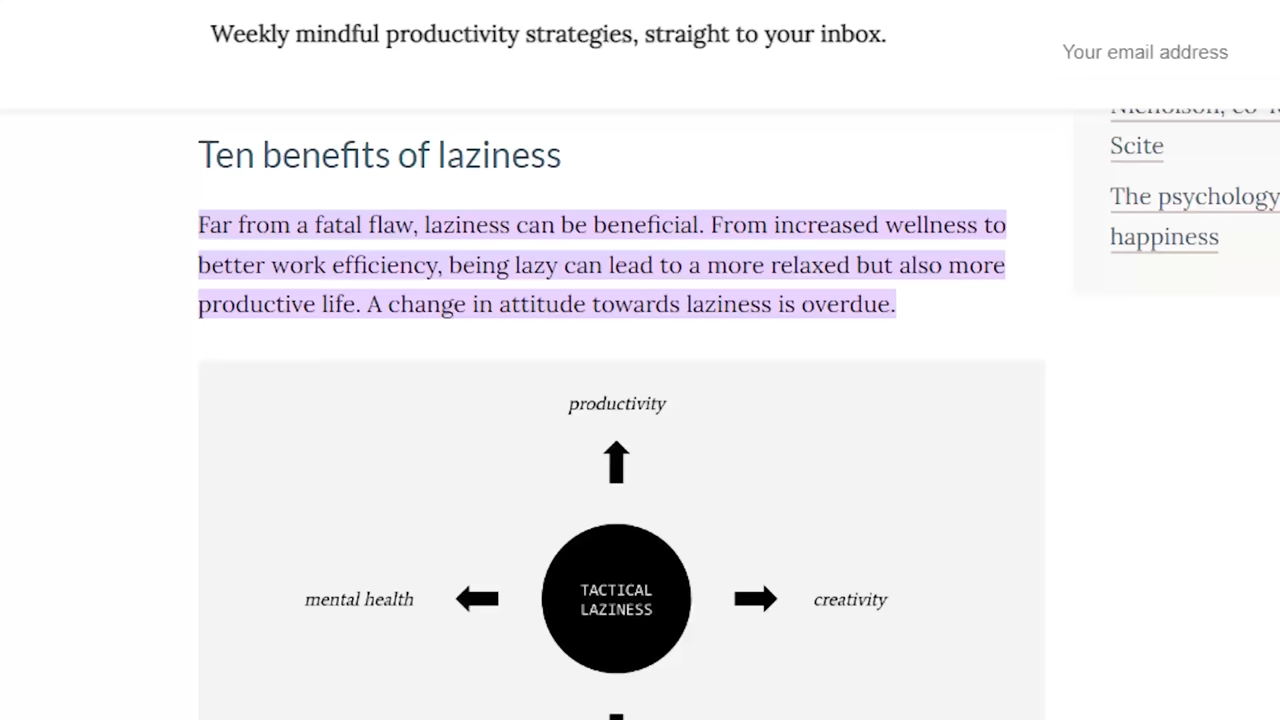 Weekly mindful productivity strategies, straight to your inbox.
Your email address
Scite
The psychology
happiness
Ten benefits of laziness
Far from a fatal flaw, laziness can be beneficial. From increased wellness to
better work efficiency, being lazy can lead to a more relaxed but also more
productive life. A change in attitude towards laziness is overdue.
productivity
mental health
TACTICAL
LAZINESS
creativity